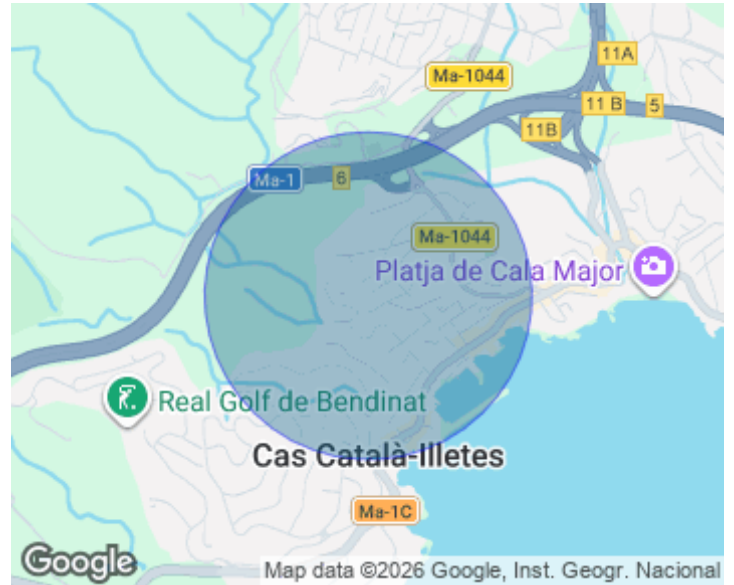 11A
Ma-1044
11 B
5
11B
Ma-1
6
Ma-1044
Platja de Cala Major
Real Golf de Bendinat
Cas Català-Illetes
Ma-1C
Google
Map data ©2026 Google, Inst. Geogr. Nacional